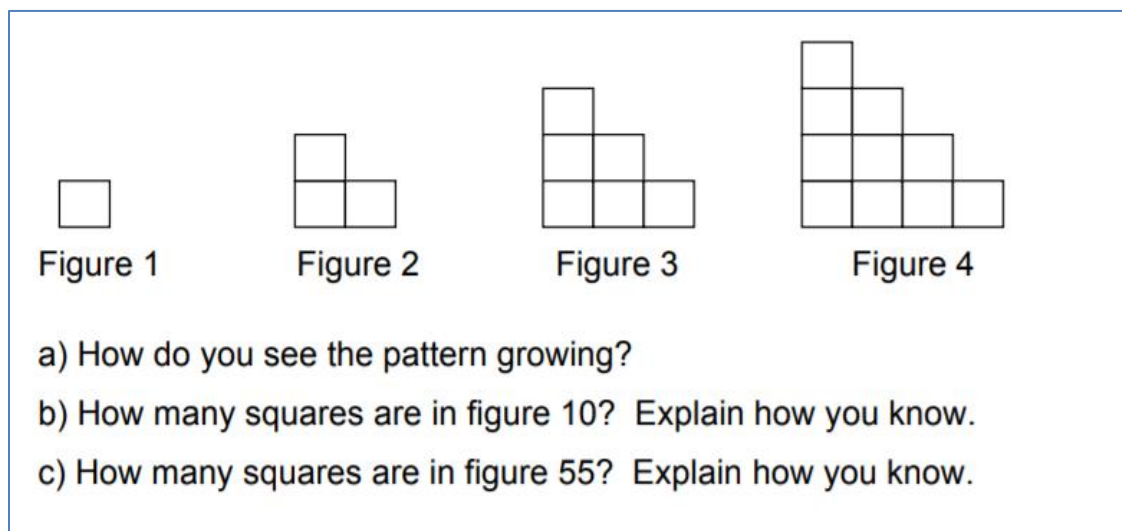 Figure 1 Figure 2 Figure 3 Figure 4
a) How do you see the pattern growing?
b) How many squares are in figure 10?  Explain how you know.
c) How many squares are in figure 55?  Explain how you know.